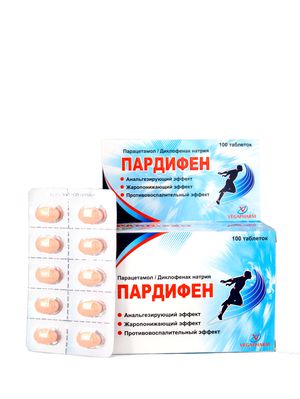 100 таблеток
Парацетамол / Диклофенак натрия
ПАРДИФЕН
Анальгезирующий эффект
Жаропонижающий эффект
Противовоспалительный эффект
VEGAPHARM
100 таблеток
Парацетамол / Диклофенак натрия
ПАРДИФЕН
Анальгезирующий эффект
Жаропонижающий эффект
Противовоспалительный эффект
VEGAPHARM